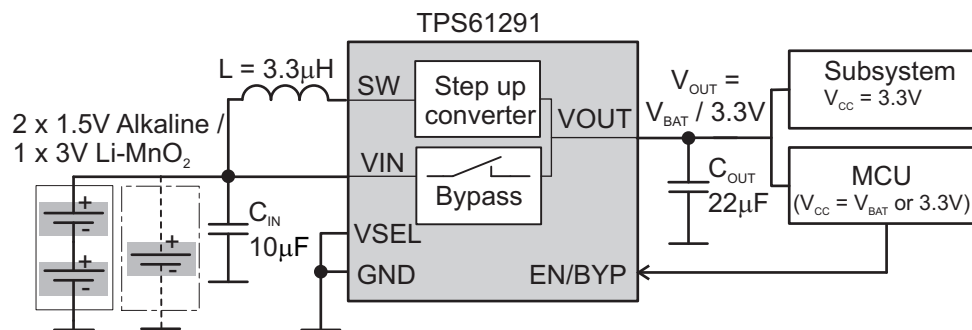 TPS61291
L = 3.3μH
SW
Step up
converter
VOUT
V_OUT =
V_BAT / 3.3V
Subsystem
V_CC = 3.3V
2 x 1.5V Alkaline /
1 x 3V Li-MnO₂
VIN
Bypass
C_IN
10μF
C_OUT
22μF
MCU
(V_CC = V_BAT or 3.3V)
VSEL
GND
EN/BYP
+
-
+
-
+
-